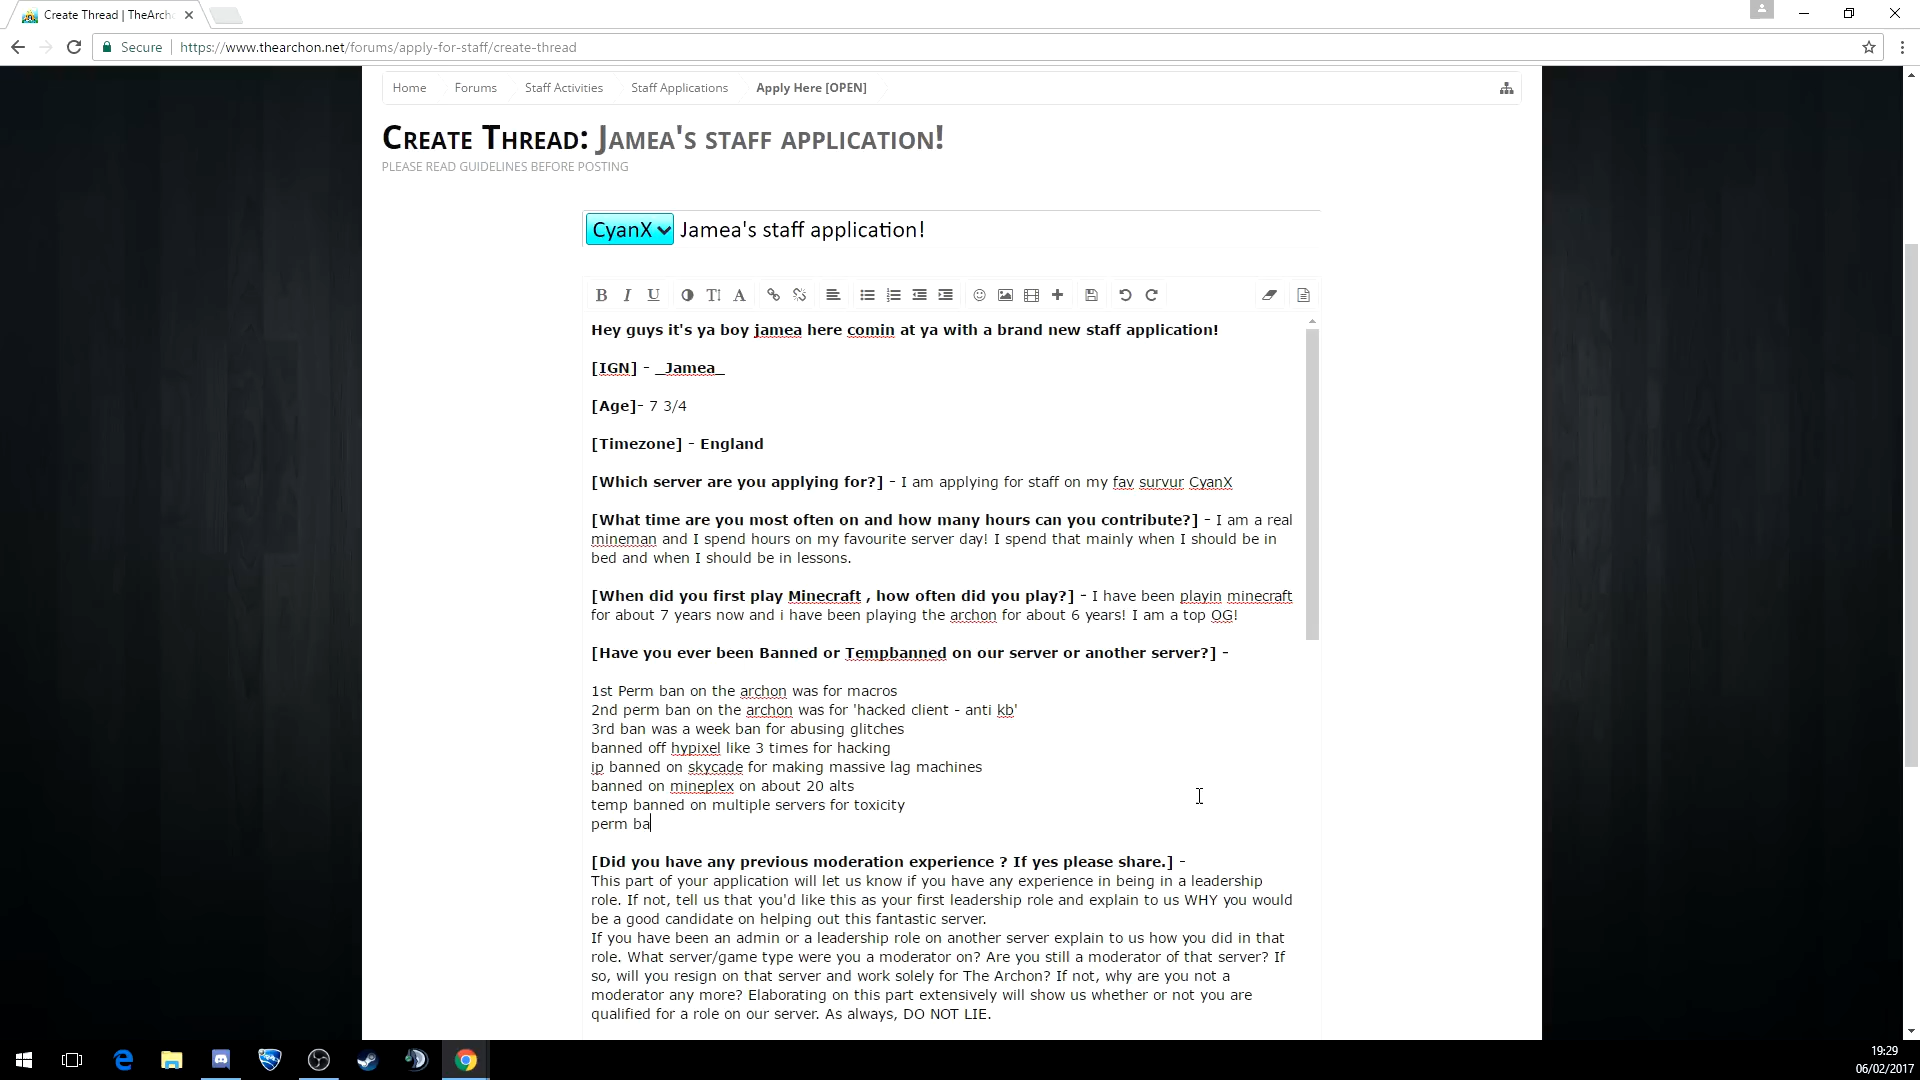 Create Thread | TheArch
Secure
https://www.thearchon.net/forums/apply-for-staff/create-thread
Home Forums Staff Activities Staff Applications Apply Here [OPEN]
Create Thread: Jamea's staff application!
PLEASE READ GUIDELINES BEFORE POSTING
CyanX Jamea's staff application!
B I U
Hey guys it's ya boy jamea here comin at ya with a brand new staff application!
[IGN] - _Jamea_
[Age]- 7 3/4
[Timezone] - England
[Which server are you applying for?] - I am applying for staff on my fav survur CyanX
[What time are you most often on and how many hours can you contribute?] - I am a real
mineman and I spend hours on my favourite server day! I spend that mainly when I should be in
bed and when I should be in lessons.
[When did you first play Minecraft , how often did you play?] - I have been playin minecraft
for about 7 years now and i have been playing the archon for about 6 years! I am a top OG!
[Have you ever been Banned or Tempbanned on our server or another server?] -
1st Perm ban on the archon was for macros
2nd perm ban on the archon was for 'hacked client - anti kb'
3rd ban was a week ban for abusing glitches
banned off hypixel like 3 times for hacking
ip banned on skycade for making massive lag machines
banned on mineplex on about 20 alts
temp banned on multiple servers for toxicity
perm ba
[Did you have any previous moderation experience ? If yes please share.] -
This part of your application will let us know if you have any experience in being in a leadership
role. If not, tell us that you'd like this as your first leadership role and explain to us WHY you would
be a good candidate on helping out this fantastic server.
If you have been an admin or a leadership role on another server explain to us how you did in that
role. What server/game type were you a moderator on? Are you still a moderator of that server? If
so, will you resign on that server and work solely for The Archon? If not, why are you not a
moderator any more? Elaborating on this part extensively will show us whether or not you are
qualified for a role on our server. As always, DO NOT LIE.
19:29
06/02/2017